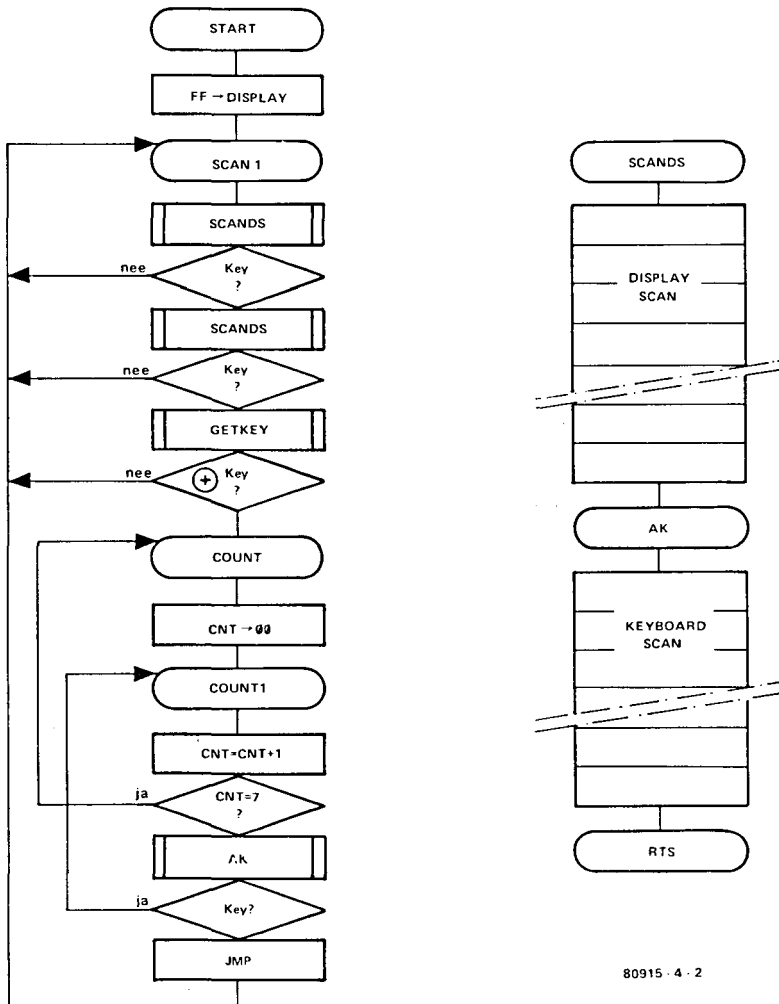 START
FF → DISPLAY
SCAN 1
SCANDS
Key
?
nee
SCANDS
Key
?
nee
GETKEY
+ Key
?
nee
COUNT
CNT → 00
COUNT1
CNT=CNT+1
CNT=7
?
ja
AK
Key?
ja
JMP
SCANDS
DISPLAY
SCAN
AK
KEYBOARD
SCAN
RTS
80915 - 4 - 2